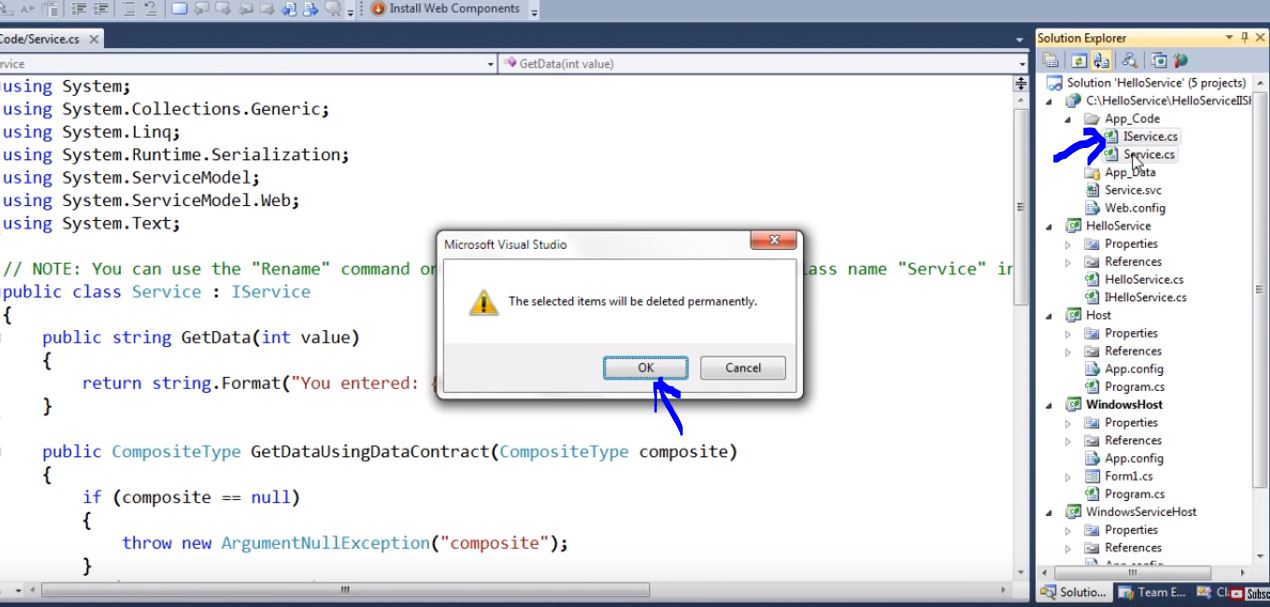 Install Web Components
Code/Service.cs
rvice
GetData(int value)
using System;
using System.Collections.Generic;
using System.Linq;
using System.Runtime.Serialization;
using System.ServiceModel;
using System.ServiceModel.Web;
using System.Text;
// NOTE: You can use the "Rename" command on
lass name "Service" in
public class Service : IService
{
public string GetData(int value)
{
return string.Format("You entered: {
}
public CompositeType GetDataUsingDataContract(CompositeType composite)
{
if (composite == null)
{
throw new ArgumentNullException("composite");
}
Microsoft Visual Studio
The selected items will be deleted permanently.
OK
Cancel
Solution Explorer
Solution 'HelloService' (5 projects)
C:\HelloService\HelloServiceIISH
App_Code
IService.cs
Service.cs
App_Data
Service.svc
Web.config
HelloService
Properties
References
HelloService.cs
IHelloService.cs
Host
Properties
References
App.config
Program.cs
WindowsHost
Properties
References
App.config
Form1.cs
Program.cs
WindowsServiceHost
Properties
References
App.config
Solutio...
Team E...
Cl
Subsc